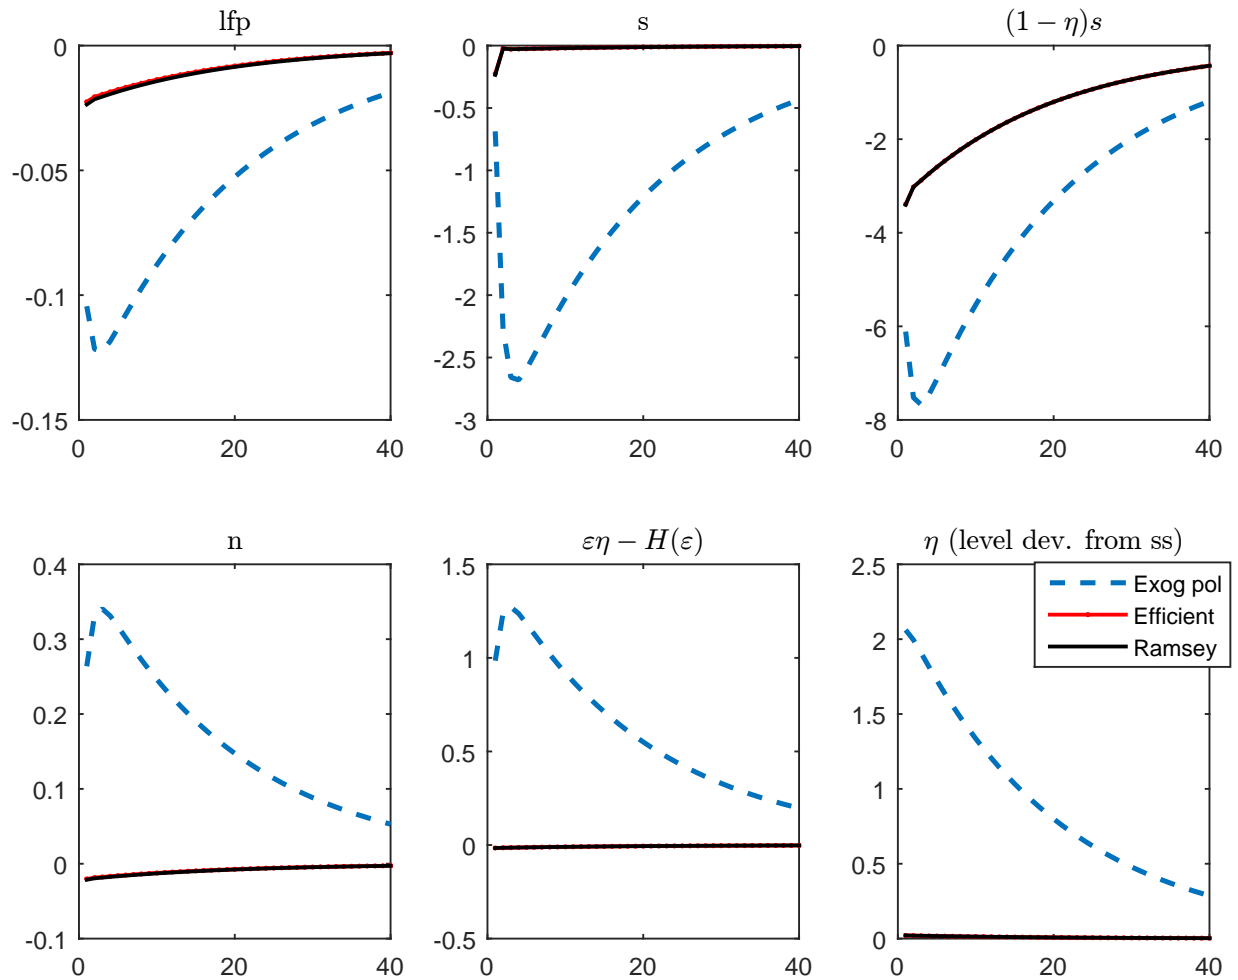 lfp
s
(1 − η)s
0
-0.05
-0.1
-0.15
0 20 40
0
-0.5
-1
-1.5
-2
-2.5
-3
0 20 40
0
-2
-4
-6
-8
0 20 40
n
εη − H(ε)
η (level dev. from ss)
0.4
0.3
0.2
0.1
0
-0.1
0 20 40
1.5
1
0.5
0
-0.5
0 20 40
2.5
2
1.5
1
0.5
0
0 20 40
Exog pol
Efficient
Ramsey